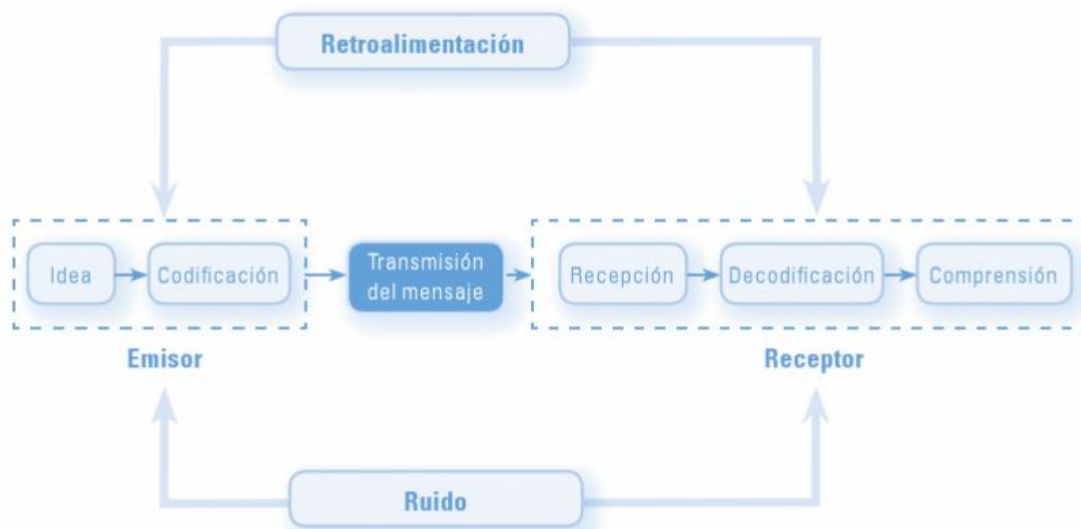 Retroalimentación
Idea
Codificación
Transmisión
del mensaje
Recepción
Decodificación
Comprensión
Emisor
Receptor
Ruido